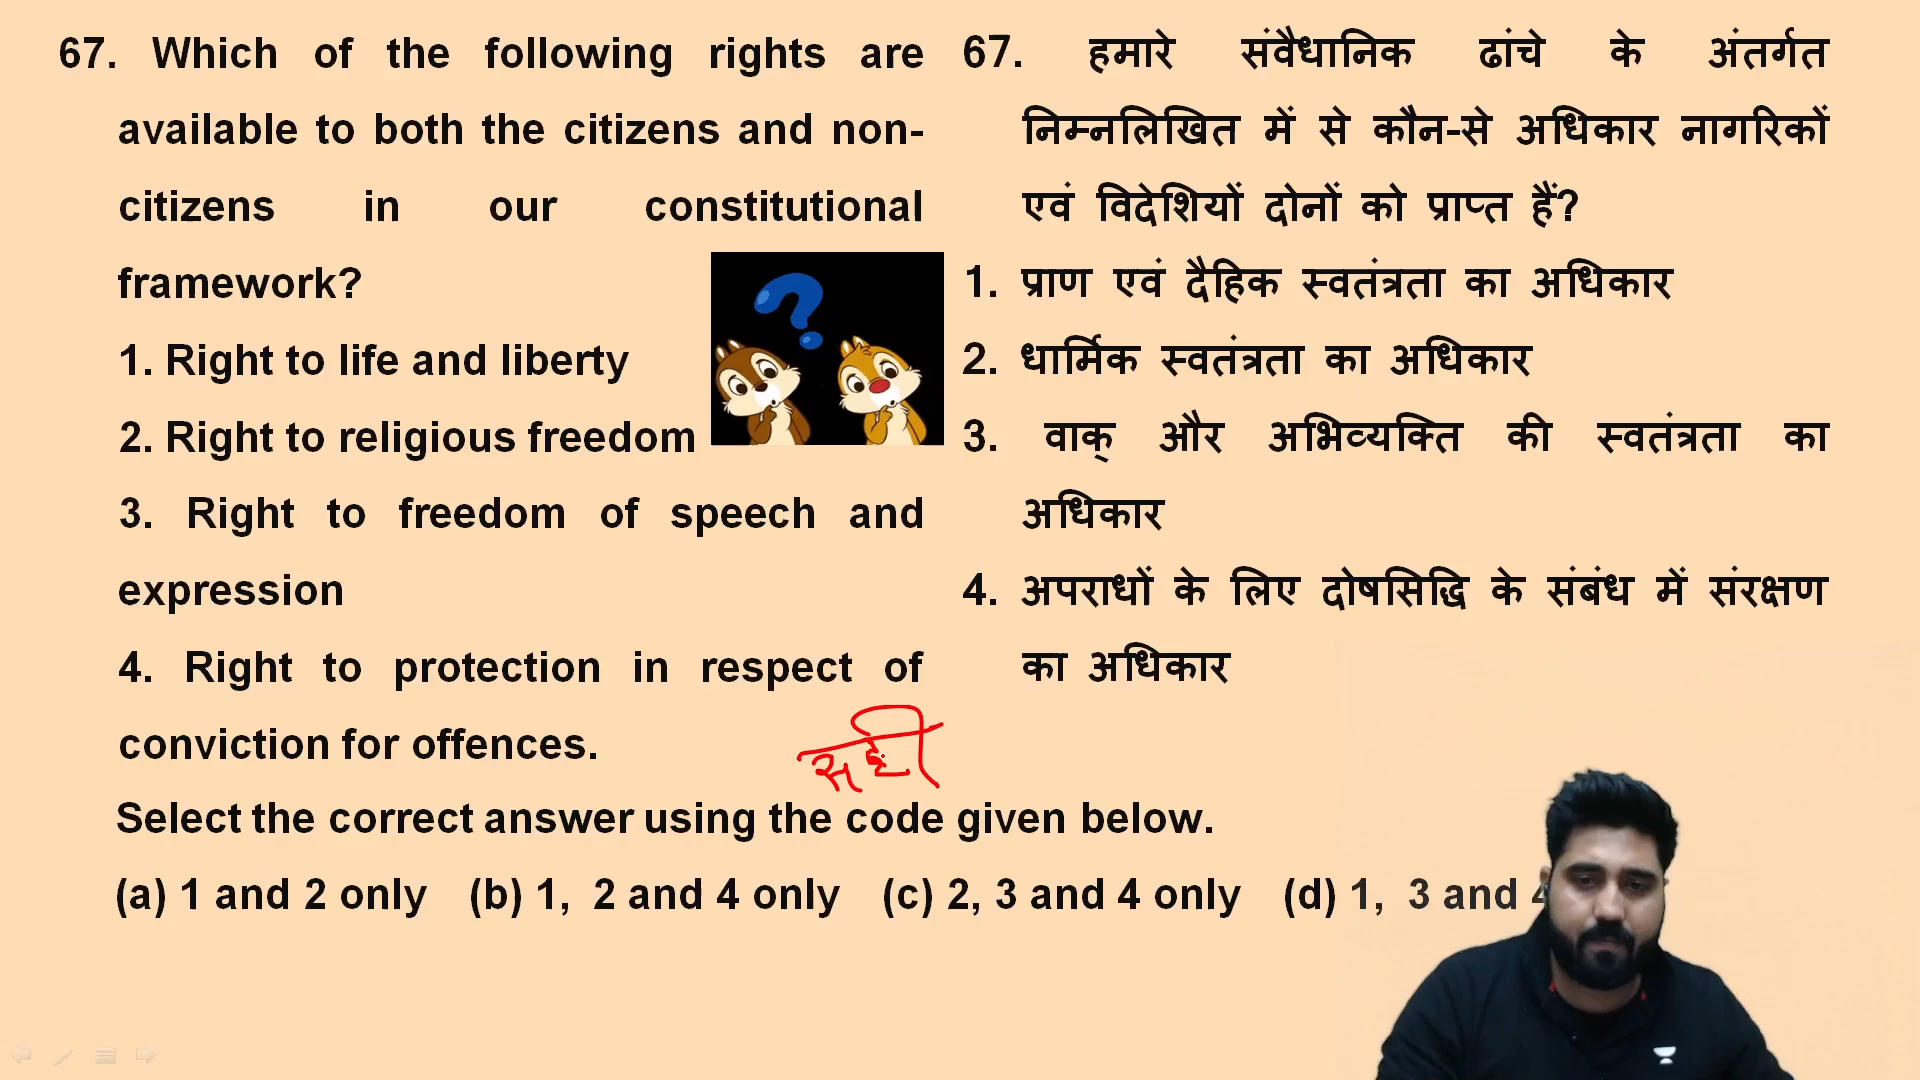 67. Which of the following rights are
available to both the citizens and non-
citizens in our constitutional
framework?
1. Right to life and liberty
2. Right to religious freedom
3. Right to freedom of speech and
expression
4. Right to protection in respect of
conviction for offences.
सही
Select the correct answer using the code given below.
(a) 1 and 2 only (b) 1, 2 and 4 only (c) 2, 3 and 4 only (d) 1, 3 and 4
67. हमारे संवैधानिक ढांचे के अंतर्गत
निम्नलिखित में से कौन-से अधिकार नागरिकों
एवं विदेशियों दोनों को प्राप्त हैं?
1. प्राण एवं दैहिक स्वतंत्रता का अधिकार
2. धार्मिक स्वतंत्रता का अधिकार
3. वाक् और अभिव्यक्ति की स्वतंत्रता का
अधिकार
4. अपराधों के लिए दोषसिद्धि के संबंध में संरक्षण
का अधिकार